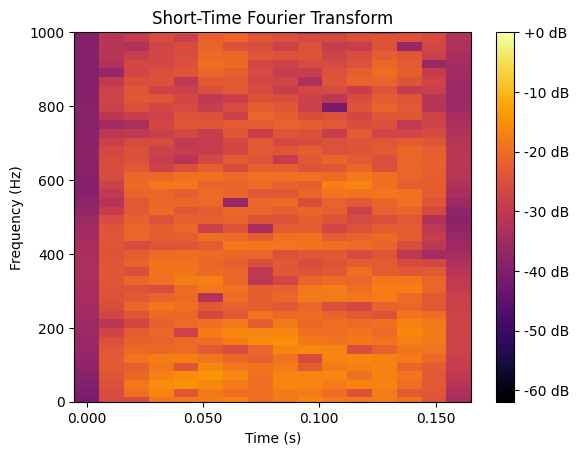 Short-Time Fourier Transform
1000
800
600
400
200
0
Frequency (Hz)
0.000
0.050
0.100
0.150
Time (s)
+0 dB
-10 dB
-20 dB
-30 dB
-40 dB
-50 dB
-60 dB